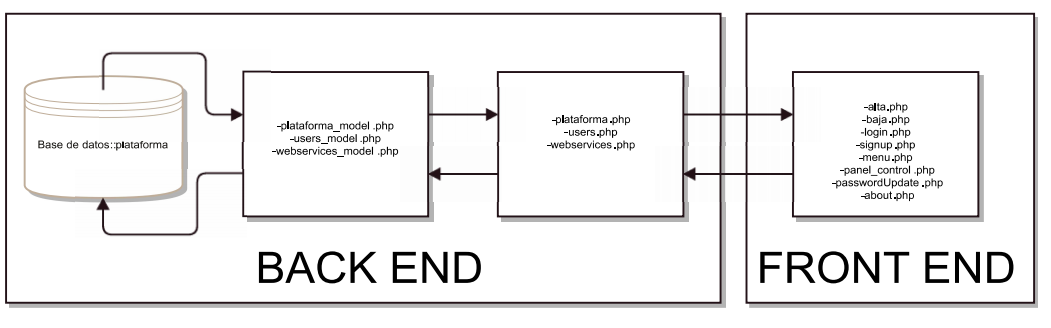 Base de datos::plataforma
-plataforma_model .php
-users_model .php
-webservices_model .php
-plataforma.php
-users.php
-webservices.php
-alta.php
-baja.php
-login.php
-signup.php
-menu.php
-panel_control .php
-passwordUpdate .php
-about.php
BACK END
FRONT END